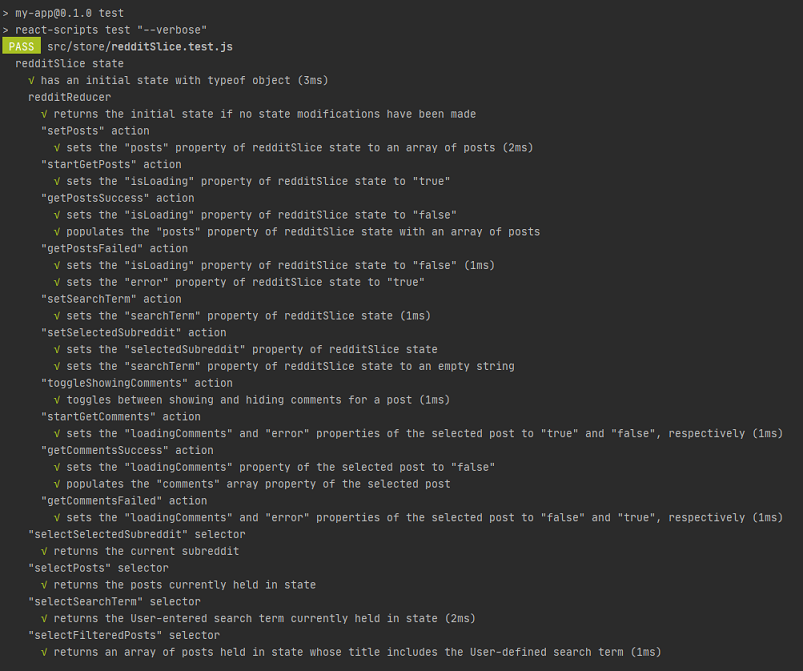 > my-app@0.1.0 test
> react-scripts test "--verbose"
PASS src/store/redditSlice.test.js
redditSlice state
√ has an initial state with typeof object (3ms)
redditReducer
√ returns the initial state if no state modifications have been made
"setPosts" action
√ sets the "posts" property of redditSlice state to an array of posts (2ms)
"startGetPosts" action
√ sets the "isLoading" property of redditSlice state to "true"
"getPostsSuccess" action
√ sets the "isLoading" property of redditSlice state to "false"
√ populates the "posts" property of redditSlice state with an array of posts
"getPostsFailed" action
√ sets the "isLoading" property of redditSlice state to "false" (1ms)
√ sets the "error" property of redditSlice state to "true"
"setSearchTerm" action
√ sets the "searchTerm" property of redditSlice state (1ms)
"setSelectedSubreddit" action
√ sets the "selectedSubreddit" property of redditSlice state
√ sets the "searchTerm" property of redditSlice state to an empty string
"toggleShowingComments" action
√ toggles between showing and hiding comments for a post (1ms)
"startGetComments" action
√ sets the "loadingComments" and "error" properties of the selected post to "true" and "false", respectively (1ms)
"getCommentsSuccess" action
√ sets the "loadingComments" property of the selected post to "false"
√ populates the "comments" array property of the selected post
"getCommentsFailed" action
√ sets the "loadingComments" and "error" properties of the selected post to "false" and "true", respectively (1ms)
"selectSelectedSubreddit" selector
√ returns the current subreddit
"selectPosts" selector
√ returns the posts currently held in state
"selectSearchTerm" selector
√ returns the User-entered search term currently held in state (2ms)
"selectFilteredPosts" selector
√ returns an array of posts held in state whose title includes the User-defined search term (1ms)